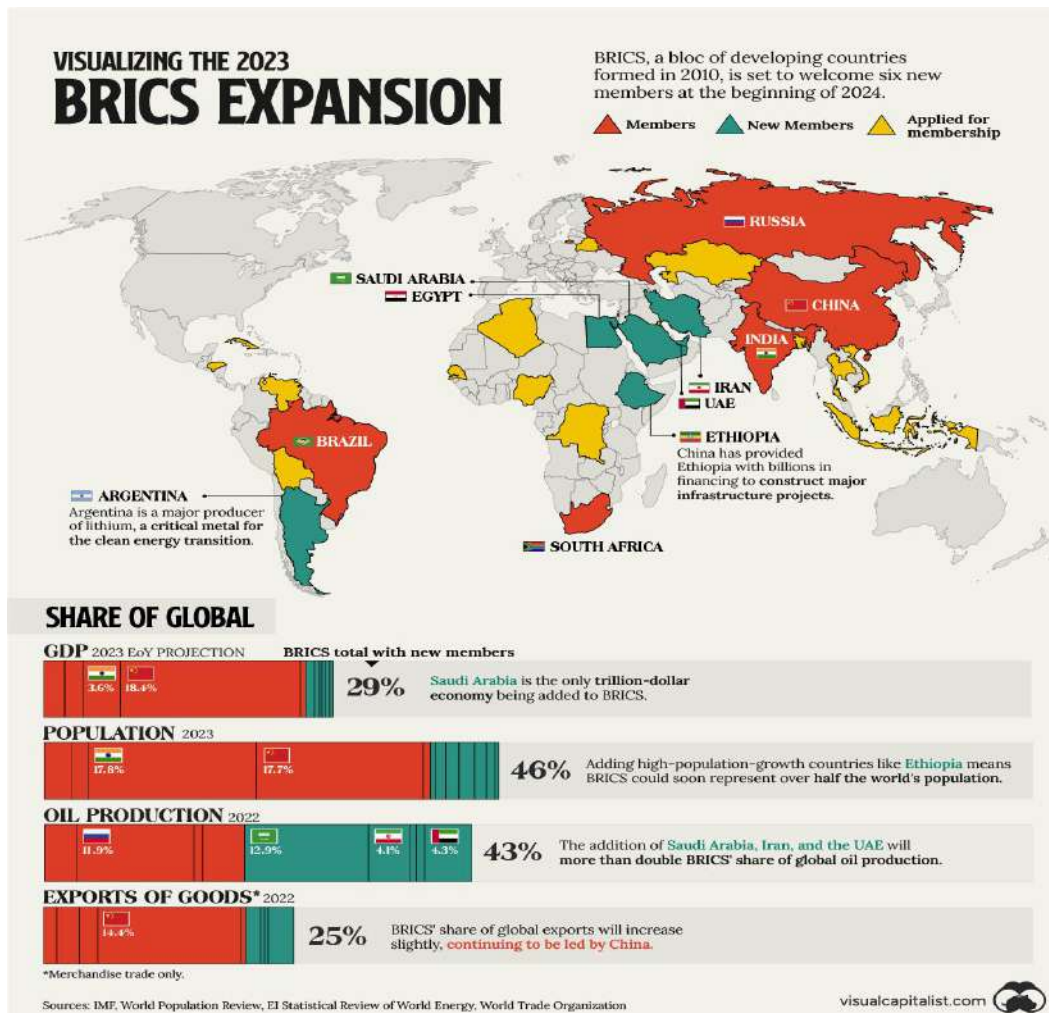 VISUALIZING THE 2023
BRICS EXPANSION
BRICS, a bloc of developing countries
formed in 2010, is set to welcome six new
members at the beginning of 2024.
Members
New Members
Applied for
membership
RUSSIA
SAUDI ARABIA
EGYPT
CHINA
INDIA
IRAN
UAE
BRAZIL
ETHIOPIA
China has provided
Ethiopia with billions in
financing to construct major
infrastructure projects.
ARGENTINA
Argentina is a major producer
of lithium, a critical metal for
the clean energy transition.
SOUTH AFRICA
SHARE OF GLOBAL
GDP 2023 EoY PROJECTION
BRICS total with new members
3.6%
18.4%
29%
Saudi Arabia is the only trillion-dollar
economy being added to BRICS.
POPULATION 2023
17.8%
17.7%
46%
Adding high-population-growth countries like Ethiopia means
BRICS could soon represent over half the world's population.
OIL PRODUCTION 2022
11.9%
12.9%
4.1%
4.3%
43%
The addition of Saudi Arabia, Iran, and the UAE will
more than double BRICS' share of global oil production.
EXPORTS OF GOODS* 2022
14.4%
25%
BRICS' share of global exports will increase
slightly, continuing to be led by China.
*Merchandise trade only.
Sources: IMF, World Population Review, EI Statistical Review of World Energy, World Trade Organization
visualcapitalist.com